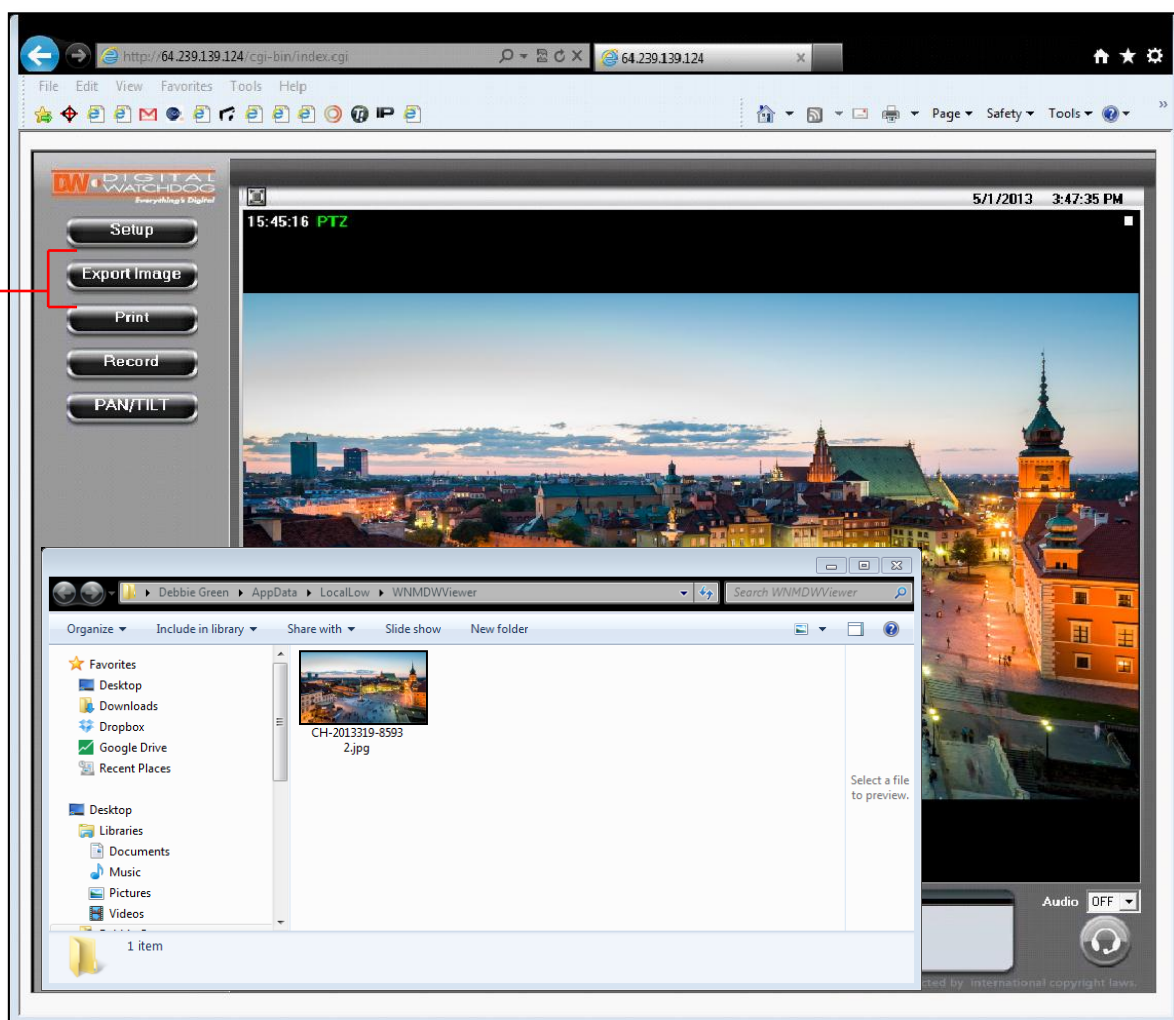 http://64.239.139.124/cgi-bin/index.cgi
64.239.139.124
File Edit View Favorites Tools Help
Page Safety Tools
DW DIGITAL
WATCHDOG
Everything's Digital
5/1/2013 3:47:35 PM
15:45:16 PTZ
Setup
Export Image
Print
Record
PAN/TILT
Debbie Green AppData LocalLow WNMDWViewer
Search WNMDWViewer
Organize Include in library Share with Slide show New folder
Favorites
Desktop
Downloads
Dropbox
Google Drive
Recent Places
Desktop
Libraries
Documents
Music
Pictures
Videos
CH-2013319-8593
2.jpg
Select a file
to preview.
1 item
Audio OFF
by international copyright laws.